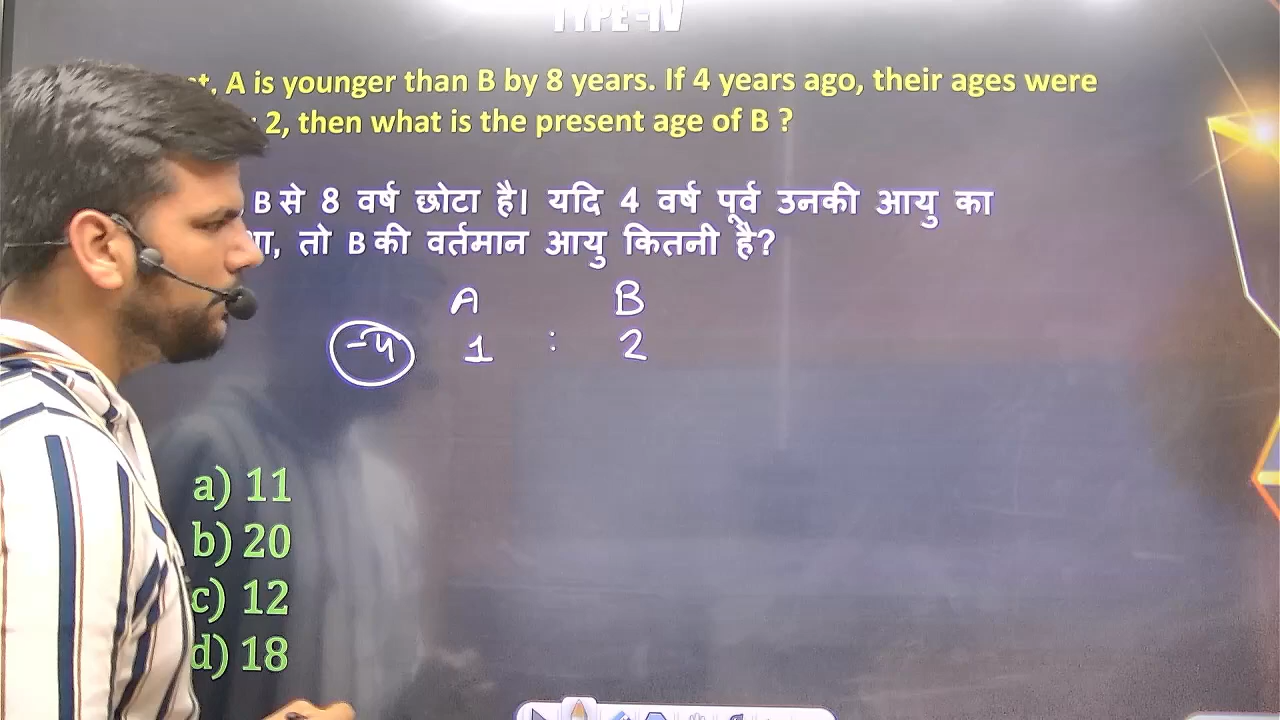 TYPE-IV
A is younger than B by 8 years. If 4 years ago, their ages were
: 2, then what is the present age of B ?
B से 8 वर्ष छोटा है। यदि 4 वर्ष पूर्व उनकी आयु का
तो B की वर्तमान आयु कितनी है?
A B
-4 1 : 2
a) 11
b) 20
c) 12
d) 18